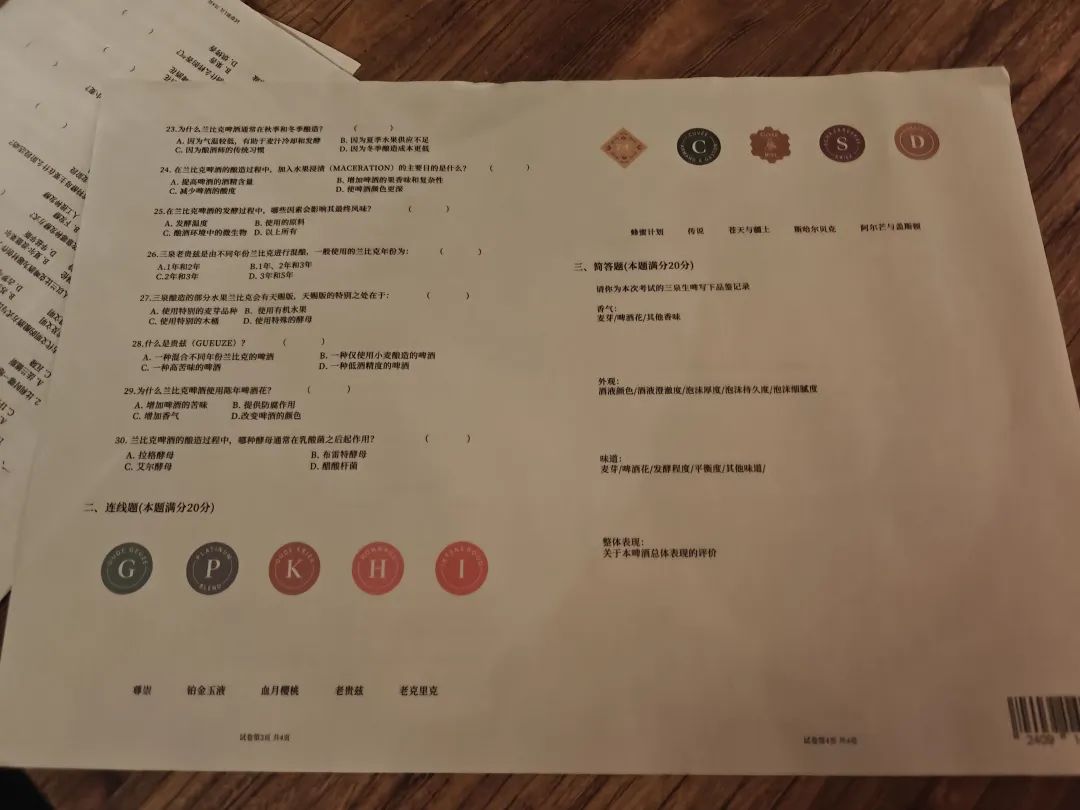 23.为什么兰比克啤酒通常在秋季和冬季酿造? ( )
A. 因为气温较低，有助于麦汁冷却和发酵 B. 因为夏季水果供应不足
C. 因为酿酒师的传统习惯 D. 因为冬季酿造成本更低
24. 在兰比克啤酒的酿造过程中，加入水果浸渍（MACERATION）的主要目的是什么? ( )
A. 提高啤酒的酒精含量 B. 增加啤酒的果香味和复杂性
C. 减少啤酒的酸度 D. 使啤酒颜色更深
25.在兰比克啤酒的发酵过程中，哪些因素会影响其最终风味? ( )
A. 发酵温度 B. 使用的原料
C. 酿酒环境中的微生物 D. 以上所有
26.三泉老贵兹是由不同年份兰比克进行混酿，一般使用的兰比克年份为: ( )
A.1年和2年 B.1年、2年和3年
C.2年和3年 D. 3年和5年
27.三泉酿造的部分水果兰比克会有天赐版，天赐版的特别之处在于: ( )
A. 使用特别的麦芽品种 B. 使用有机水果
C. 使用特别的木桶 D. 使用特殊的酵母
28.什么是贵兹（GUEUZE）? ( )
A. 一种混合不同年份兰比克的啤酒 B. 一种仅使用小麦酿造的啤酒
C. 一种高苦味的啤酒 D. 一种低酒精度的啤酒
29.为什么兰比克啤酒使用陈年啤酒花? ( )
A. 增加啤酒的苦味 B. 提供防腐作用
C. 增加香气 D.改变啤酒的颜色
30. 兰比克啤酒的酿造过程中，哪种酵母通常在乳酸菌之后起作用? ( )
A. 拉格酵母 B. 布雷特酵母
C. 艾尔酵母 D. 醋酸杆菌
二、连线题(本题满分20分)
OUDE GEUZE G
PLATINUM P BLEND
OUDE KRIEK K
HOMMAGE H
I
铂金玉液 血月樱桃 老贵兹 老克里克
试卷第3页 共4页
CUVÉE C ARMAND & GASTON
S KRIEK
D
蜂蜜计划 传说 苍天与疆土 斯哈尔贝克 阿尔芒与盖斯顿
三、简答题(本题满分20分)
请你为本次考试的三泉生啤写下品鉴记录
香气:
麦芽/啤酒花/其他香味
外观:
酒液颜色/酒液澄澈度/泡沫厚度/泡沫持久度/泡沫细腻度
味道:
麦芽/啤酒花/发酵程度/平衡度/其他味道/
整体表现:
关于本啤酒总体表现的评价
试卷第4页 共4页